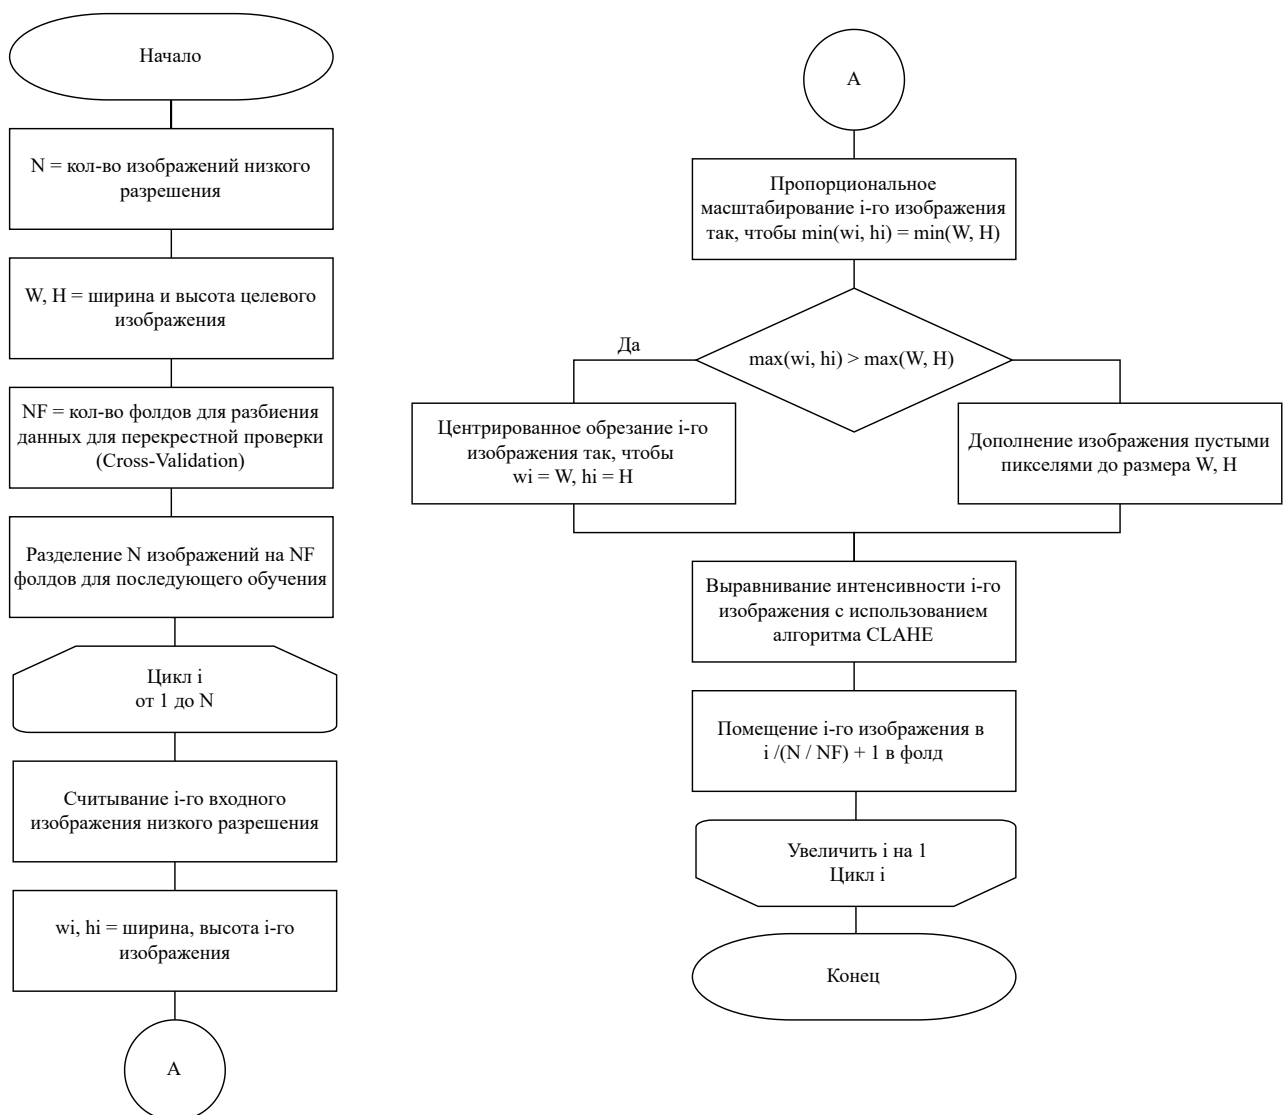 Начало
N = кол-во изображений низкого
разрешения
W, H = ширина и высота целевого
изображения
NF = кол-во фолдов для разбиения
данных для перекрестной проверки
(Cross-Validation)
Разделение N изображений на NF
фолдов для последующего обучения
Цикл i
от 1 до N
Считывание i-го входного
изображения низкого разрешения
wi, hi = ширина, высота i-го
изображения
A
A
Пропорциональное
масштабирование i-го изображения
так, чтобы min(wi, hi) = min(W, H)
max(wi, hi) > max(W, H)
Да
Центрированное обрезание i-го
изображения так, чтобы
wi = W, hi = H
Дополнение изображения пустыми
пикселями до размера W, H
Выравнивание интенсивности i-го
изображения с использованием
алгоритма CLAHE
Помещение i-го изображения в
i /(N / NF) + 1 в фолд
Увеличить i на 1
Цикл i
Конец